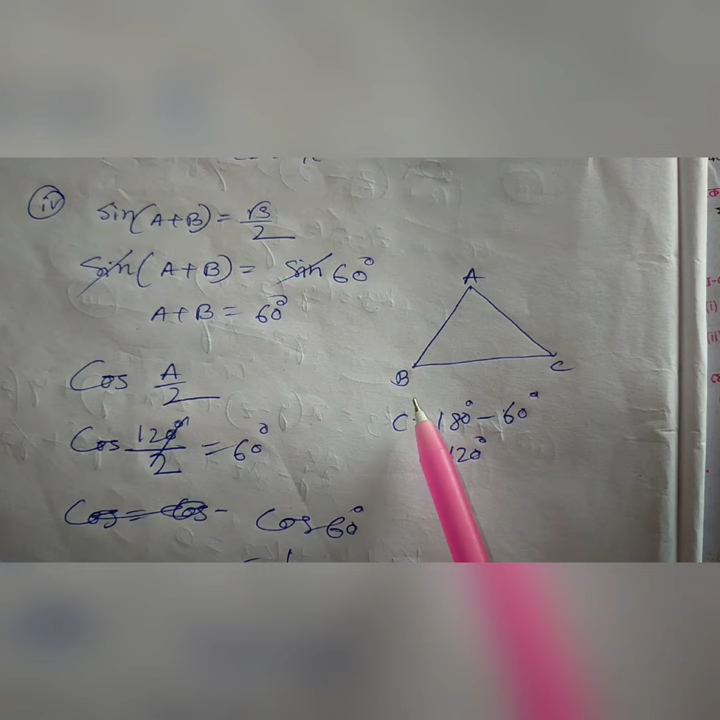 (iv) sin(A+B) = √3/2
sin(A+B) = sin 60°
A+B = 60°
Cos A/2
Cos 120°/2 = 60°
Cos = Cos -
Cos 60°
A
B
C
C 180° - 60°
120°
(i)
(ii)